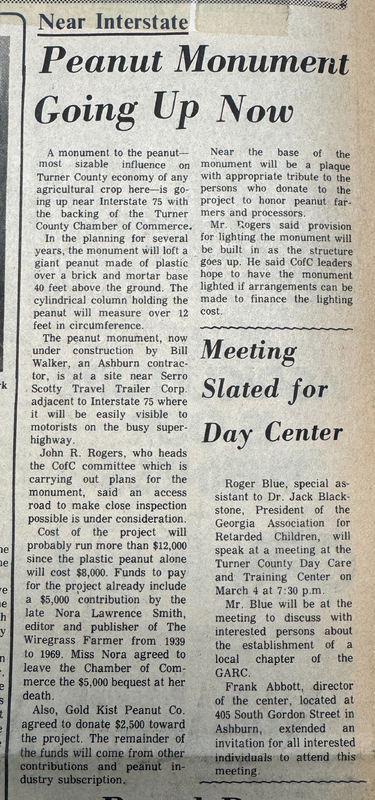 Near Interstate
Peanut Monument
Going Up Now
A monument to the peanut—
most sizable influence on
Turner County economy of any
agricultural crop here—is go-
ing up near Interstate 75 with
the backing of the Turner
County Chamber of Commerce.
In the planning for several
years, the monument will loft a
giant peanut made of plastic
over a brick and mortar base
40 feet above the ground. The
cylindrical column holding the
peanut will measure over 12
feet in circumference.
The peanut monument, now
under construction by Bill
Walker, an Ashburn contrac-
tor, is at a site near Serro
Scotty Travel Trailer Corp.
adjacent to Interstate 75 where
it will be easily visible to
motorists on the busy super-
highway.
John R. Rogers, who heads
the CofC committee which is
carrying out plans for the
monument, said an access
road to make close inspection
possible is under consideration.
Cost of the project will
probably run more than $12,000
since the plastic peanut alone
will cost $8,000. Funds to pay
for the project already include
a $5,000 contribution by the
late Nora Lawrence Smith,
editor and publisher of The
Wiregrass Farmer from 1939
to 1969. Miss Nora agreed to
leave the Chamber of Com-
merce the $5,000 bequest at her
death.
Also, Gold Kist Peanut Co.
agreed to donate $2,500 toward
the project. The remainder of
the funds will come from other
contributions and peanut in-
dustry subscription.
Near the base of the
monument will be a plaque
with appropriate tribute to the
persons who donate to the
project to honor peanut far-
mers and processors.
Mr. Rogers said provision
for lighting the monument will
be built in as the structure
goes up. He said CofC leaders
hope to have the monument
lighted if arrangements can be
made to finance the lighting
cost.
Meeting
Slated for
Day Center
Roger Blue, special as-
sistant to Dr. Jack Black-
stone, President of the
Georgia Association for
Retarded Children, will
speak at a meeting at the
Turner County Day Care
and Training Center on
March 4 at 7:30 p.m.
Mr. Blue will be at the
meeting to discuss with
interested persons about
the establishment of a
local chapter of the
GARC.
Frank Abbott, director
of the center, located at
405 South Gordon Street in
Ashburn, extended an
invitation for all interested
individuals to attend this
meeting.